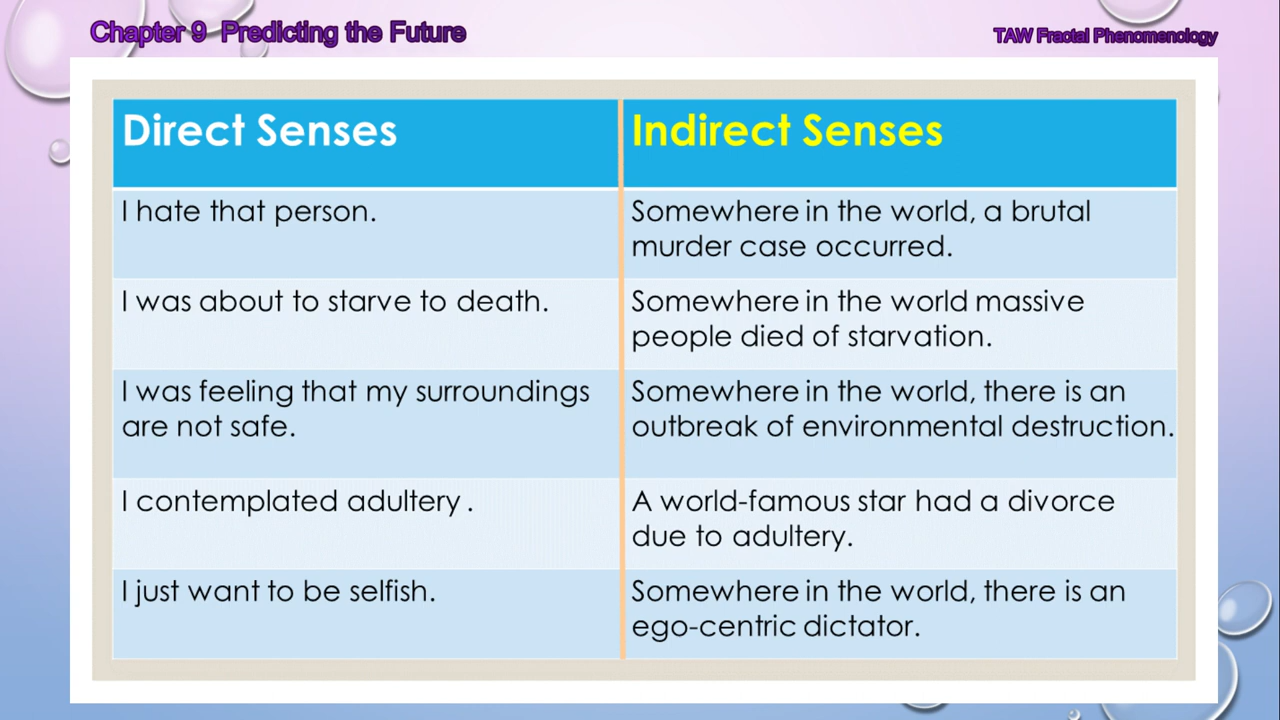 Chapter 9 Predicting the Future
TAW Fractal Phenomenology
Direct Senses
Indirect Senses
I hate that person.
Somewhere in the world, a brutal
murder case occurred.
I was about to starve to death.
Somewhere in the world massive
people died of starvation.
I was feeling that my surroundings
are not safe.
Somewhere in the world, there is an
outbreak of environmental destruction.
I contemplated adultery .
A world-famous star had a divorce
due to adultery.
I just want to be selfish.
Somewhere in the world, there is an
ego-centric dictator.